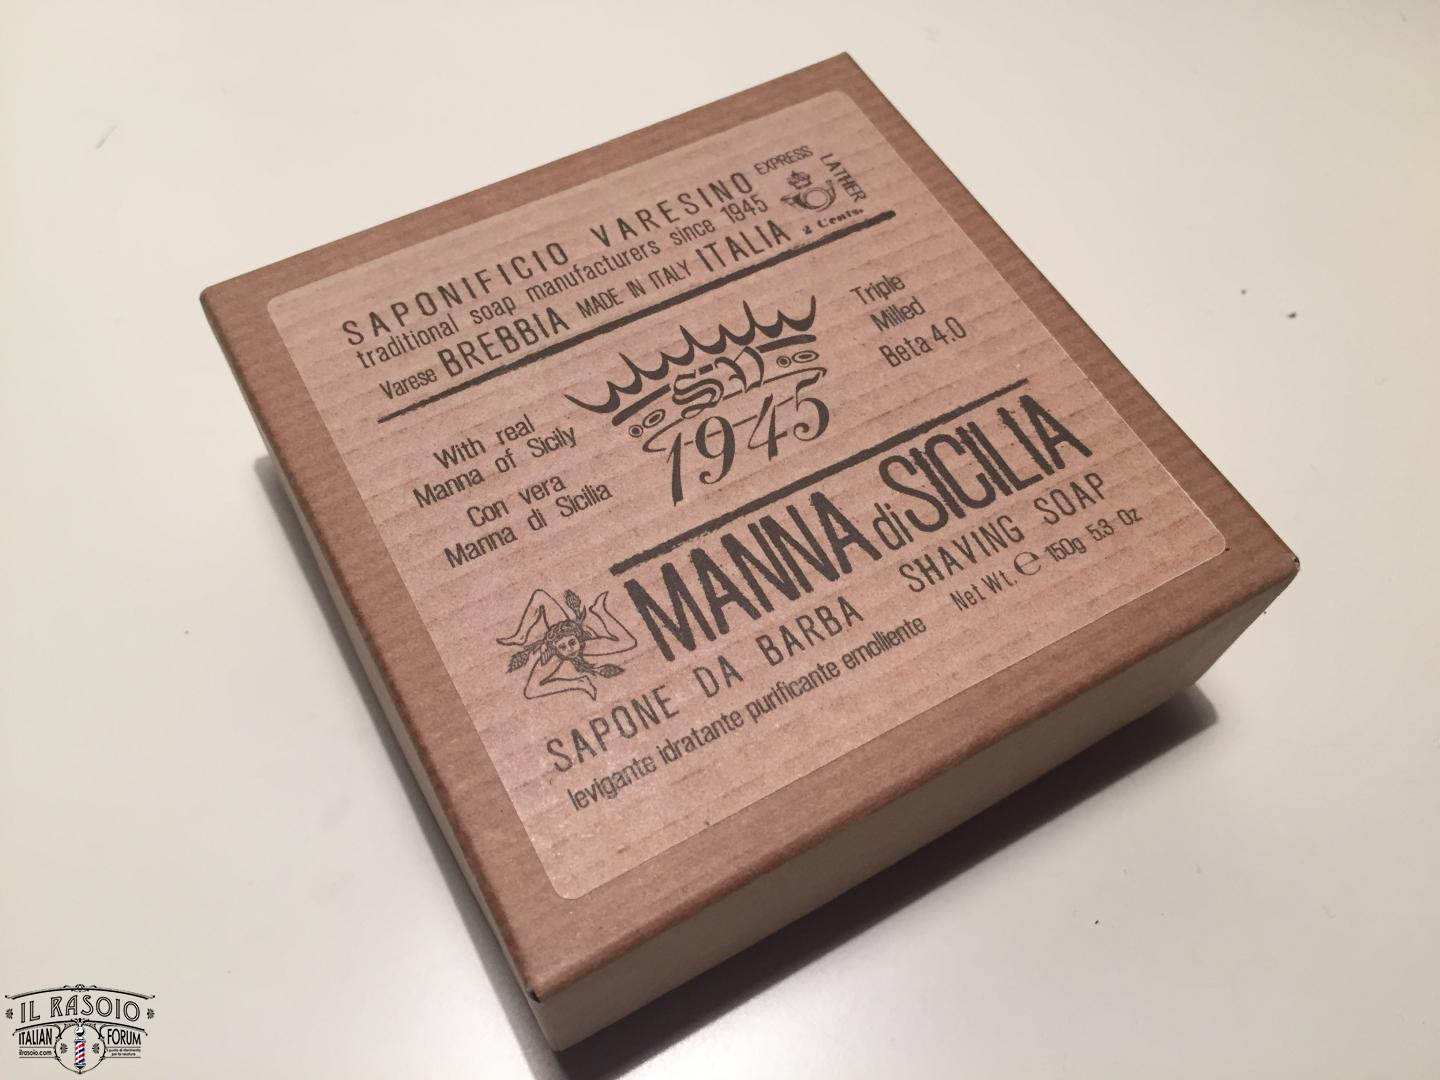 SAPONIFICIO VARESINO
traditional soap manufacturers since 1945
Varese BREBBIA MADE IN ITALY ITALIA
EXPRESS
LATHER
2 Cents.
With real
Manna of Sicily
Con vera
Manna di Sicilia
SV
1945
Triple
Milled
Beta 4.0
MANNA di SICILIA
SAPONE DA BARBA SHAVING SOAP
levigante idratante purificante emolliente
Net Wt. ℮ 150g 5.3 Oz
IL RASOIO
ITALIAN FORUM
ilrasoio.com